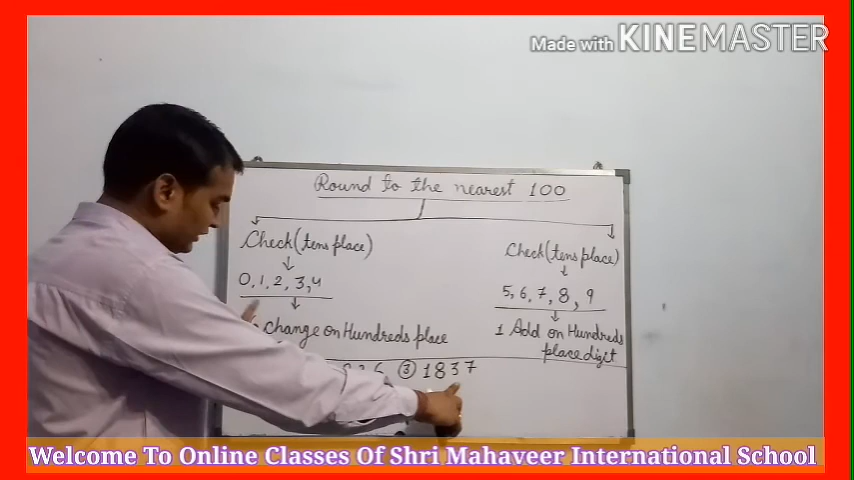 Made with KINEMASTER
Round to the nearest 100
Check (tens place)
0, 1, 2, 3, 4
Change on Hundreds place
Check (tens place)
5, 6, 7, 8, 9
1 Add on Hundreds
place digit
③ 1837
Welcome To Online Classes Of Shri Mahaveer International School